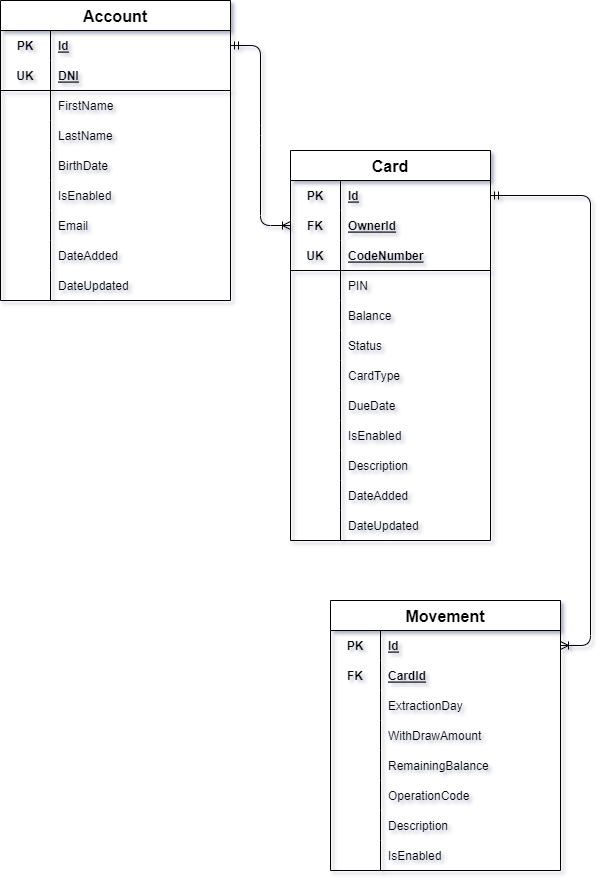 Account
PK Id
UK DNI
FirstName
LastName
BirthDate
IsEnabled
Email
DateAdded
DateUpdated
Card
PK Id
FK OwnerId
UK CodeNumber
PIN
Balance
Status
CardType
DueDate
IsEnabled
Description
DateAdded
DateUpdated
Movement
PK Id
FK CardId
ExtractionDay
WithDrawAmount
RemainingBalance
OperationCode
Description
IsEnabled